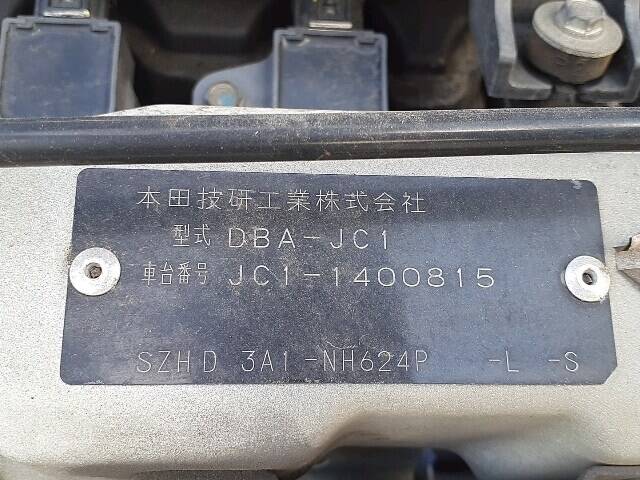 本田技研工業株式会社
型式 DBA-JC1
車台番号 JC1-1400815
SZHD 3A1-NH624P -L -S